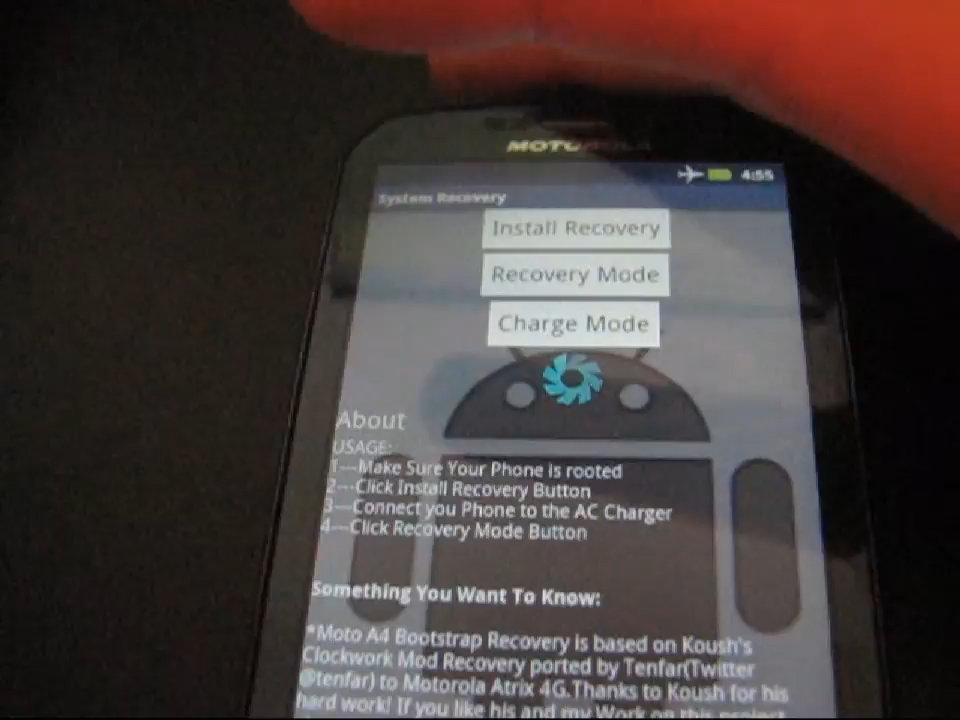 MOTOROLA
4:55
System Recovery
Install Recovery
Recovery Mode
Charge Mode
About
USAGE:
1---Make Sure Your Phone is rooted
2---Click Install Recovery Button
3---Connect you Phone to the AC Charger
4---Click Recovery Mode Button
Something You Want To Know:
*Moto A4 Bootstrap Recovery is based on Koush's
Clockwork Mod Recovery ported by Tenfar(Twitter
@tenfar) to Motorola Atrix 4G.Thanks to Koush for his
hard work! If you like his and my Work on this project